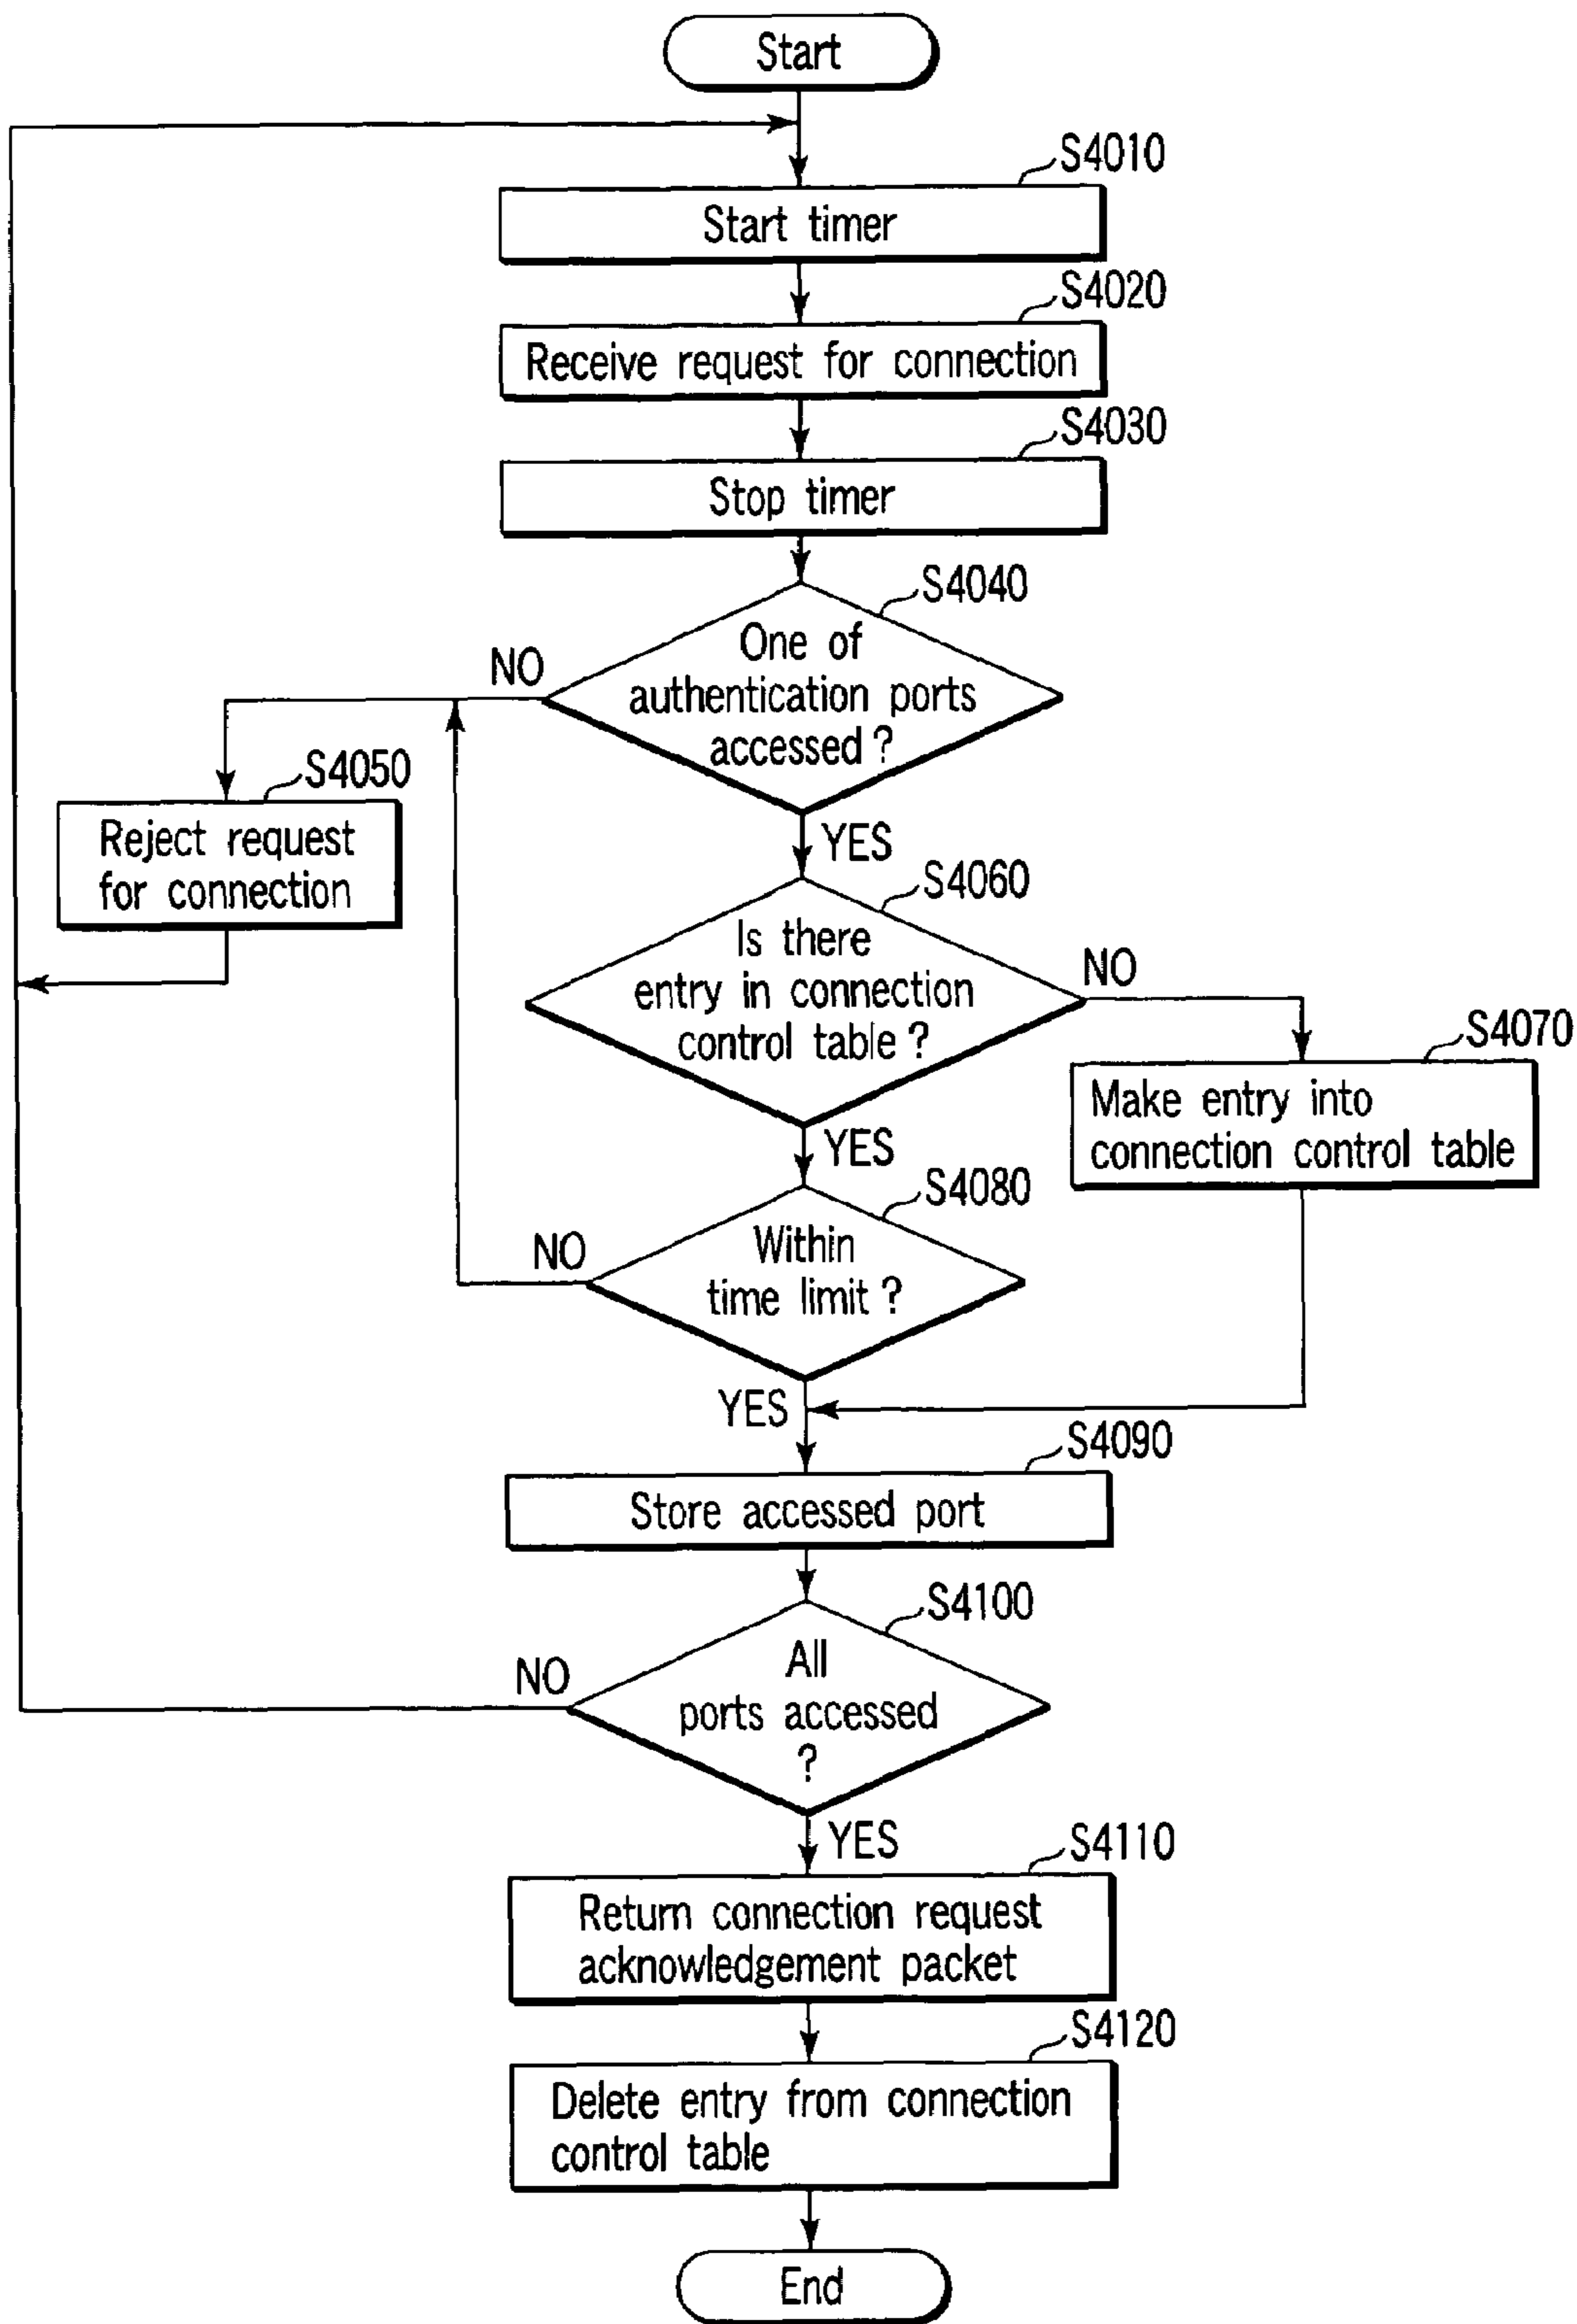 Start
S4010
Start timer
S4020
Receive request for connection
S4030
Stop timer
S4040
One of
authentication ports
accessed ?
NO
YES
S4050
Reject request
for connection
S4060
Is there
entry in connection
control table ?
NO
YES
S4070
Make entry into
connection control table
S4080
Within
time limit ?
NO
YES
S4090
Store accessed port
S4100
All
ports accessed
?
NO
YES
S4110
Return connection request
acknowledgement packet
S4120
Delete entry from connection
control table
End